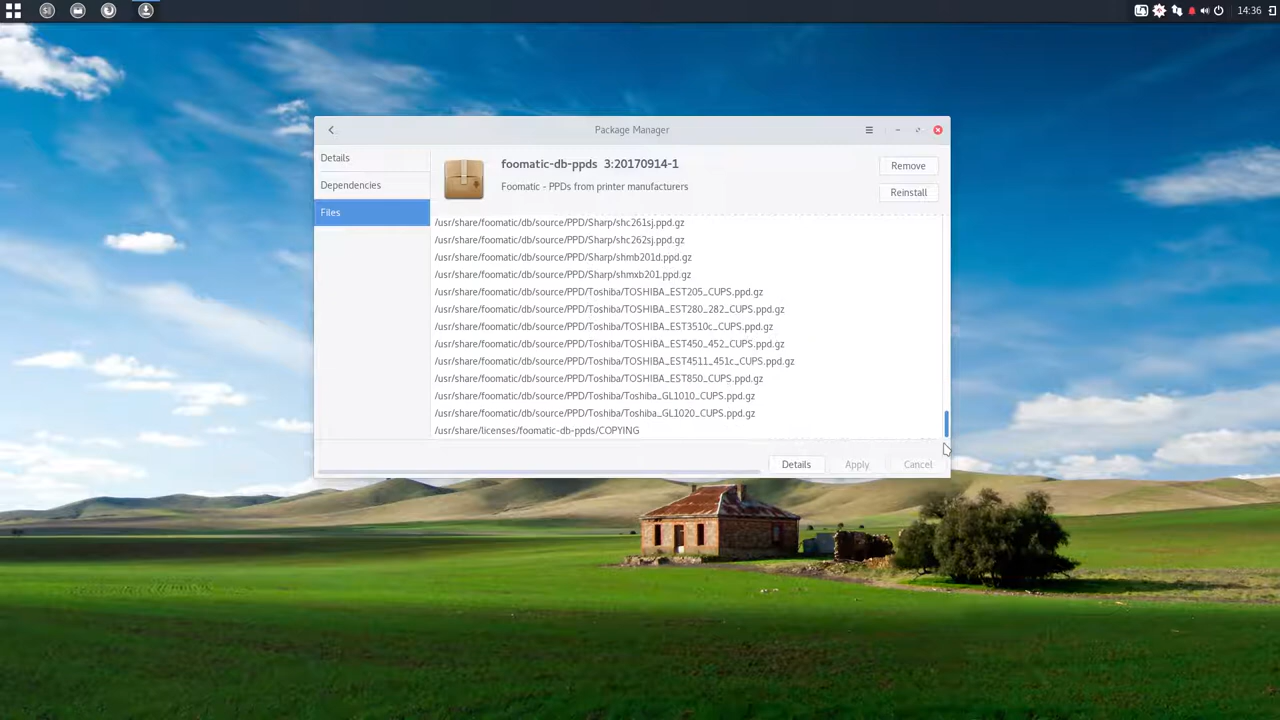 14:36
Package Manager
Details
Dependencies
Files
foomatic-db-ppds 3:20170914-1
Foomatic - PPDs from printer manufacturers
Remove
Reinstall
/usr/share/foomatic/db/source/PPD/Sharp/shc261sj.ppd.gz
/usr/share/foomatic/db/source/PPD/Sharp/shc262sj.ppd.gz
/usr/share/foomatic/db/source/PPD/Sharp/shmb201d.ppd.gz
/usr/share/foomatic/db/source/PPD/Sharp/shmxb201.ppd.gz
/usr/share/foomatic/db/source/PPD/Toshiba/TOSHIBA_EST205_CUPS.ppd.gz
/usr/share/foomatic/db/source/PPD/Toshiba/TOSHIBA_EST280_282_CUPS.ppd.gz
/usr/share/foomatic/db/source/PPD/Toshiba/TOSHIBA_EST3510c_CUPS.ppd.gz
/usr/share/foomatic/db/source/PPD/Toshiba/TOSHIBA_EST450_452_CUPS.ppd.gz
/usr/share/foomatic/db/source/PPD/Toshiba/TOSHIBA_EST4511_451c_CUPS.ppd.gz
/usr/share/foomatic/db/source/PPD/Toshiba/TOSHIBA_EST850_CUPS.ppd.gz
/usr/share/foomatic/db/source/PPD/Toshiba/Toshiba_GL1010_CUPS.ppd.gz
/usr/share/foomatic/db/source/PPD/Toshiba/Toshiba_GL1020_CUPS.ppd.gz
/usr/share/licenses/foomatic-db-ppds/COPYING
Details
Apply
Cancel